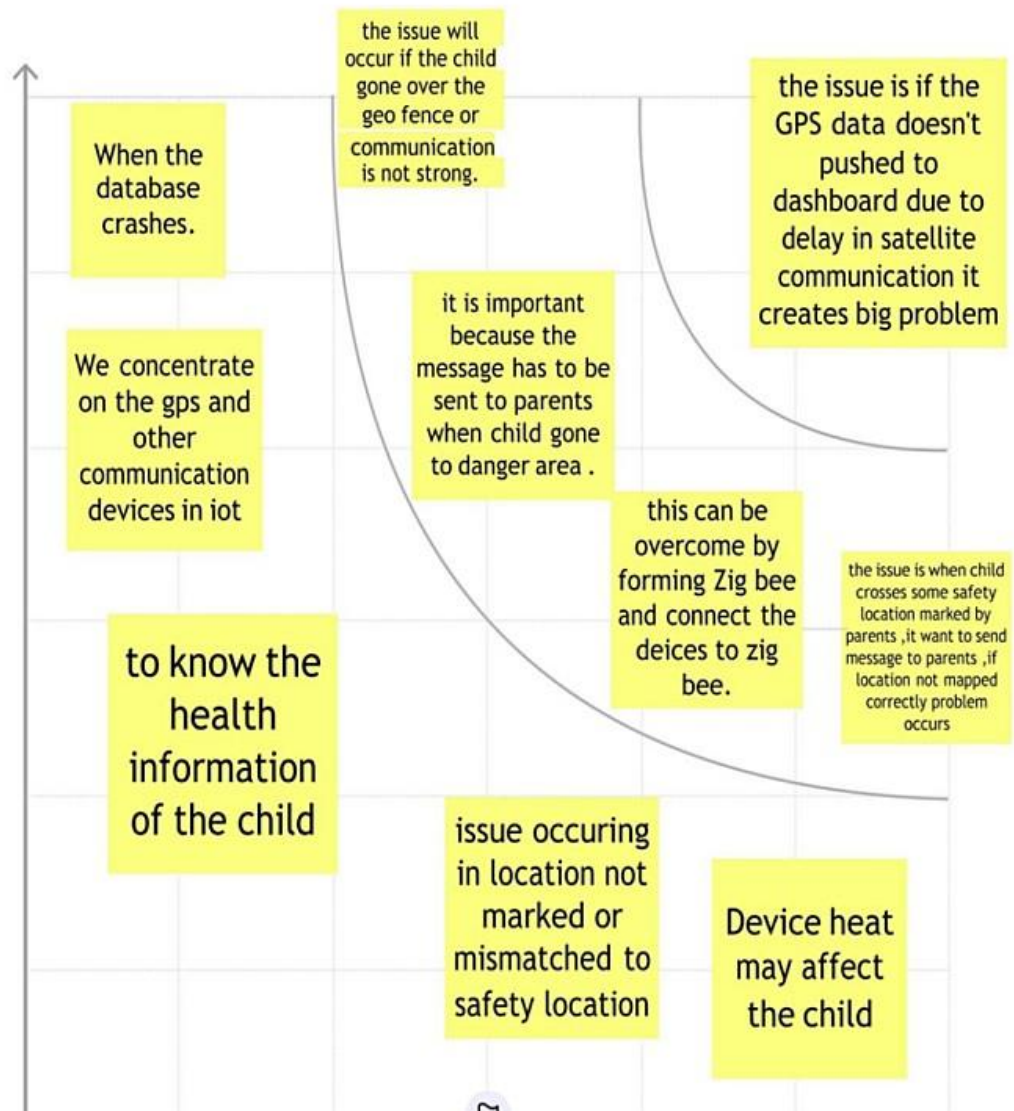 the issue will
occur if the child
gone over the
geo fence or
communication
is not strong.
the issue is if the
GPS data doesn't
pushed to
dashboard due to
delay in satellite
communication it
creates big problem
When the
database
crashes.
it is important
because the
message has to be
sent to parents
when child gone
to danger area .
We concentrate
on the gps and
other
communication
devices in iot
this can be
overcome by
forming Zig bee
and connect the
deices to zig
bee.
the issue is when child
crosses some safety
location marked by
parents ,it want to send
message to parents ,if
location not mapped
correctly problem
occurs
to know the
health
information
of the child
issue occuring
in location not
marked or
mismatched to
safety location
Device heat
may affect
the child